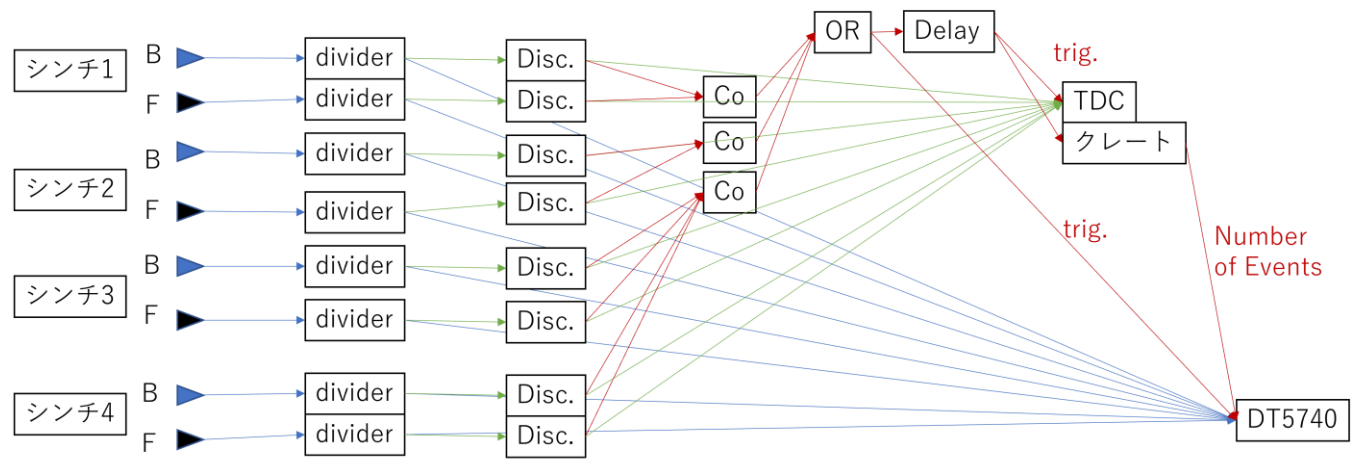 OR
Delay
シンチ1
B
divider
Disc.
trig.
F
divider
Disc.
Co
TDC
シンチ2
B
divider
Disc.
Co
クレート
F
divider
Disc.
Co
trig.
Number
of Events
シンチ3
B
divider
Disc.
F
divider
Disc.
シンチ4
B
divider
Disc.
F
divider
Disc.
DT5740